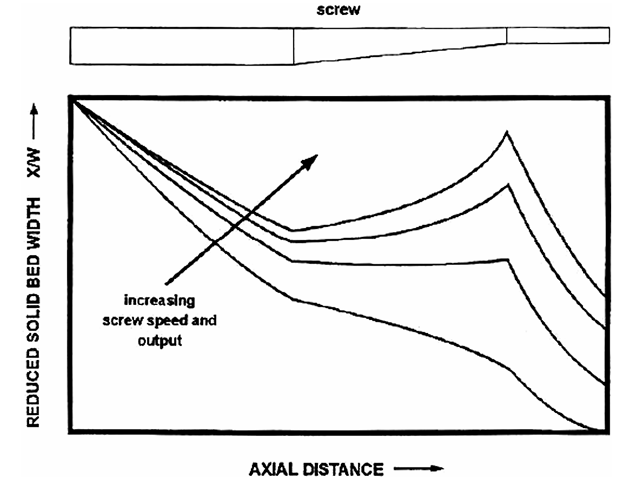 screw
REDUCED SOLID BED WIDTH X/W
increasing
screw speed and
output
AXIAL DISTANCE